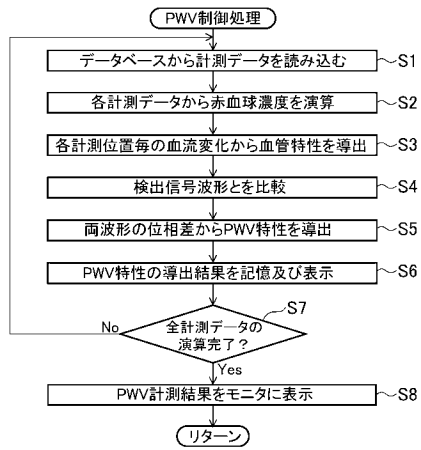 PWV制御処理
データベースから計測データを読み込む
S1
各計測データから赤血球濃度を演算
S2
各計測位置毎の血流変化から血管特性を導出
S3
検出信号波形とを比較
S4
両波形の位相差からPWV特性を導出
S5
PWV特性の導出結果を記憶及び表示
S6
S7
全計測データの
演算完了？
No
Yes
PWV計測結果をモニタに表示
S8
リターン